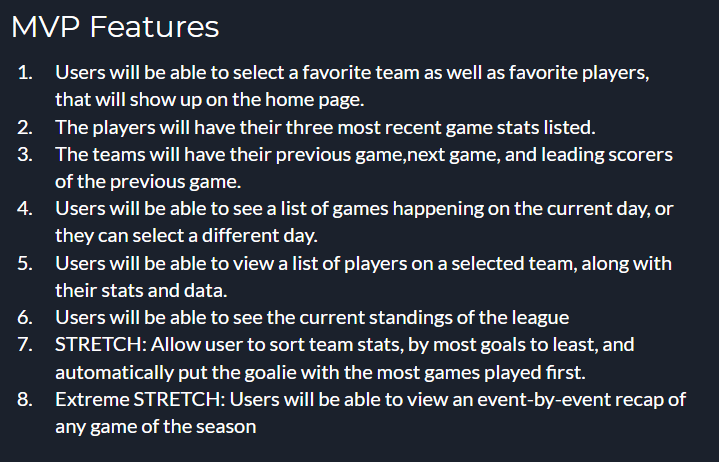 MVP Features
1. Users will be able to select a favorite team as well as favorite players,
that will show up on the home page.
2. The players will have their three most recent game stats listed.
3. The teams will have their previous game,next game, and leading scorers
of the previous game.
4. Users will be able to see a list of games happening on the current day, or
they can select a different day.
5. Users will be able to view a list of players on a selected team, along with
their stats and data.
6. Users will be able to see the current standings of the league
7. STRETCH: Allow user to sort team stats, by most goals to least, and
automatically put the goalie with the most games played first.
8. Extreme STRETCH: Users will be able to view an event-by-event recap of
any game of the season